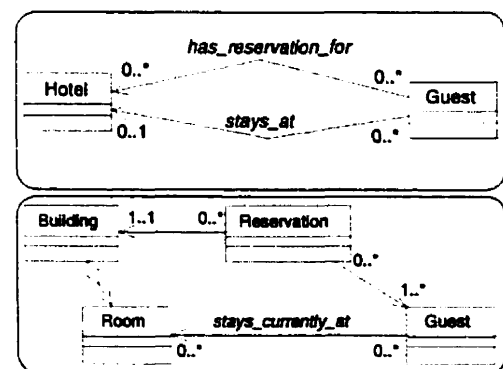 has_reservation_for
0..*
0..*
Hotel
Guest
0..1
stays_at
0..*
Building
1..1
0..*
Reservation
0..*
1..*
Room
stays_currently_at
Guest
0..*
0..*